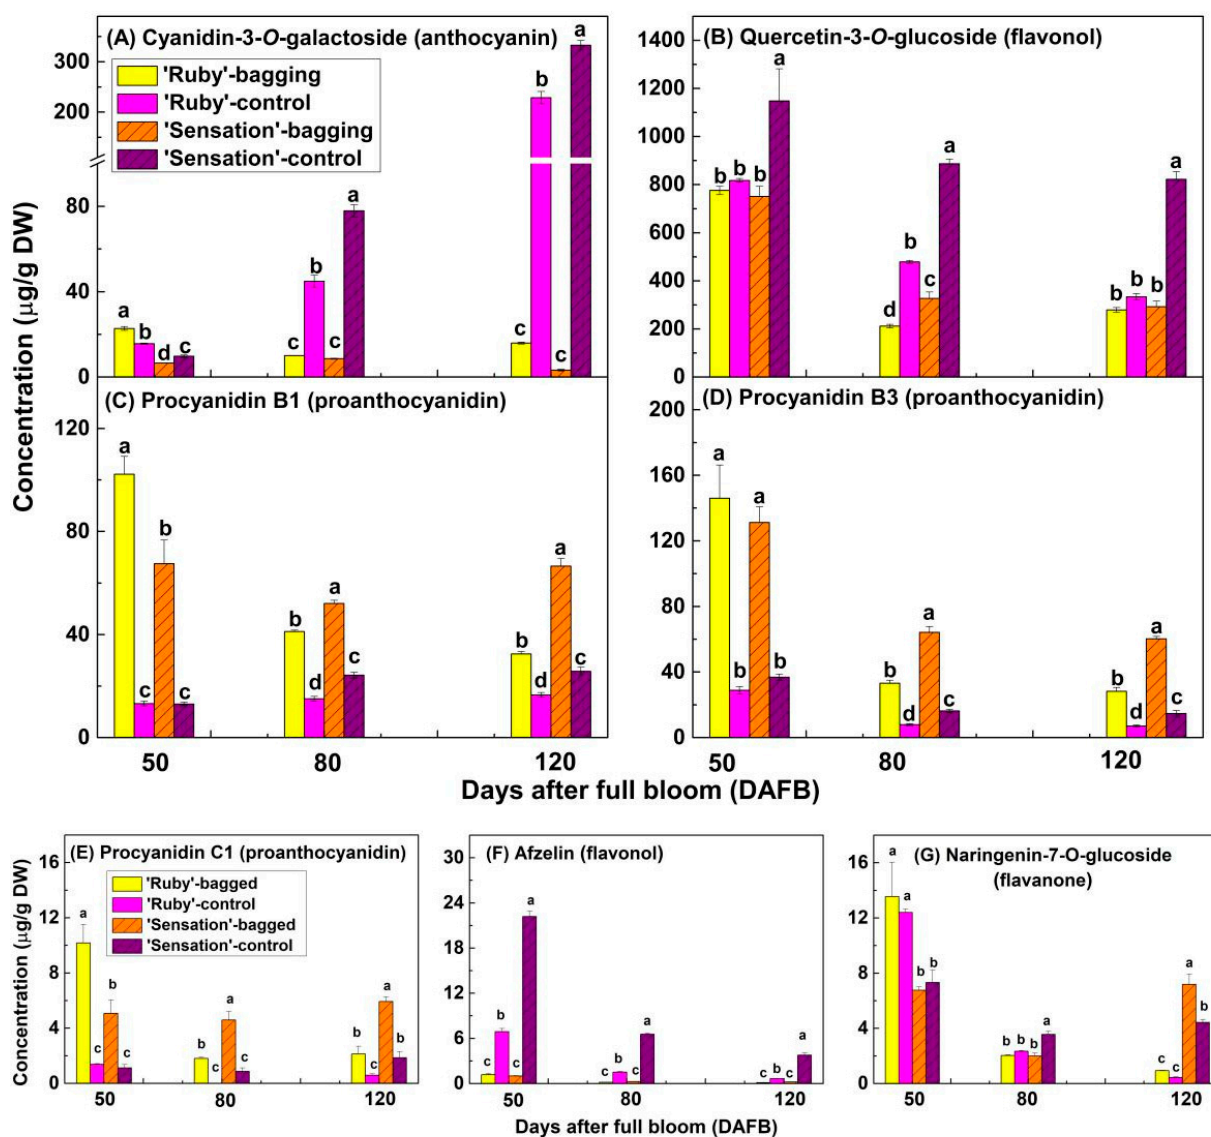 (A) Cyanidin-3-O-galactoside (anthocyanin)
'Ruby'-bagging
'Ruby'-control
'Sensation'-bagging
'Sensation'-control
300
200
80
40
0
a
b
d
c
c
b
c
a
c
b
c
a
(B) Quercetin-3-O-glucoside (flavonol)
1400
1200
1000
800
600
400
200
0
b
b
b
a
d
b
c
a
b
b
b
a
Concentration (µg/g DW)
(C) Procyanidin B1 (proanthocyanidin)
120
80
40
0
a
c
b
c
b
d
a
c
b
d
a
c
50
80
120
(D) Procyanidin B3 (proanthocyanidin)
200
160
120
80
40
0
a
b
a
b
b
d
a
c
b
d
a
c
50
80
120
Days after full bloom (DAFB)
(E) Procyanidin C1 (proanthocyanidin)
'Ruby'-bagged
'Ruby'-control
'Sensation'-bagged
'Sensation'-control
Concentration (µg/g DW)
16
12
8
4
0
a
c
b
c
b
c
a
c
b
c
a
b
50
80
120
(F) Afzelin (flavonol)
30
24
18
12
6
0
c
b
c
a
c
b
c
a
c
b
c
a
50
80
120
(G) Naringenin-7-O-glucoside
(flavanone)
16
12
8
4
0
a
a
b
b
b
b
b
a
c
c
a
b
50
80
120
Days after full bloom (DAFB)